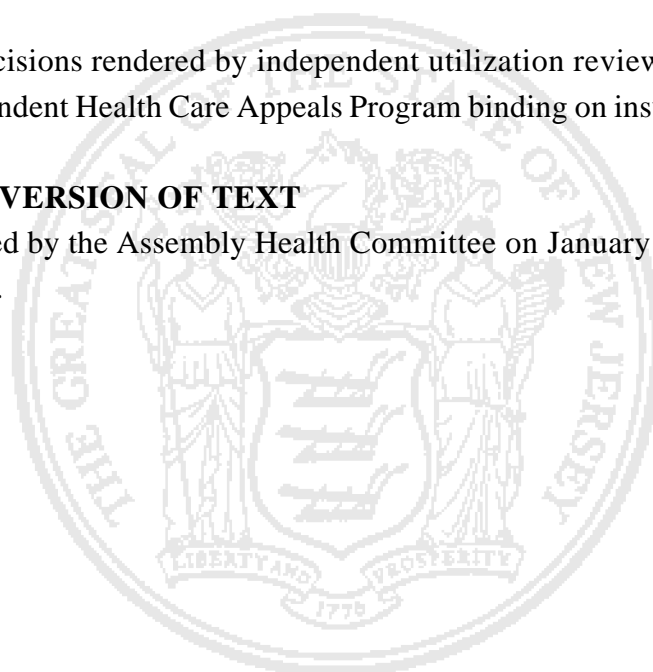 cisions rendered by independent utilization review
ndent Health Care Appeals Program binding on
VERSION OF TEXT
ed by the Assembly Health Committee on January
THE GREAT SEAL OF THE STATE OF NEW JERSEY
LIBERTY AND PROSPERITY
1776